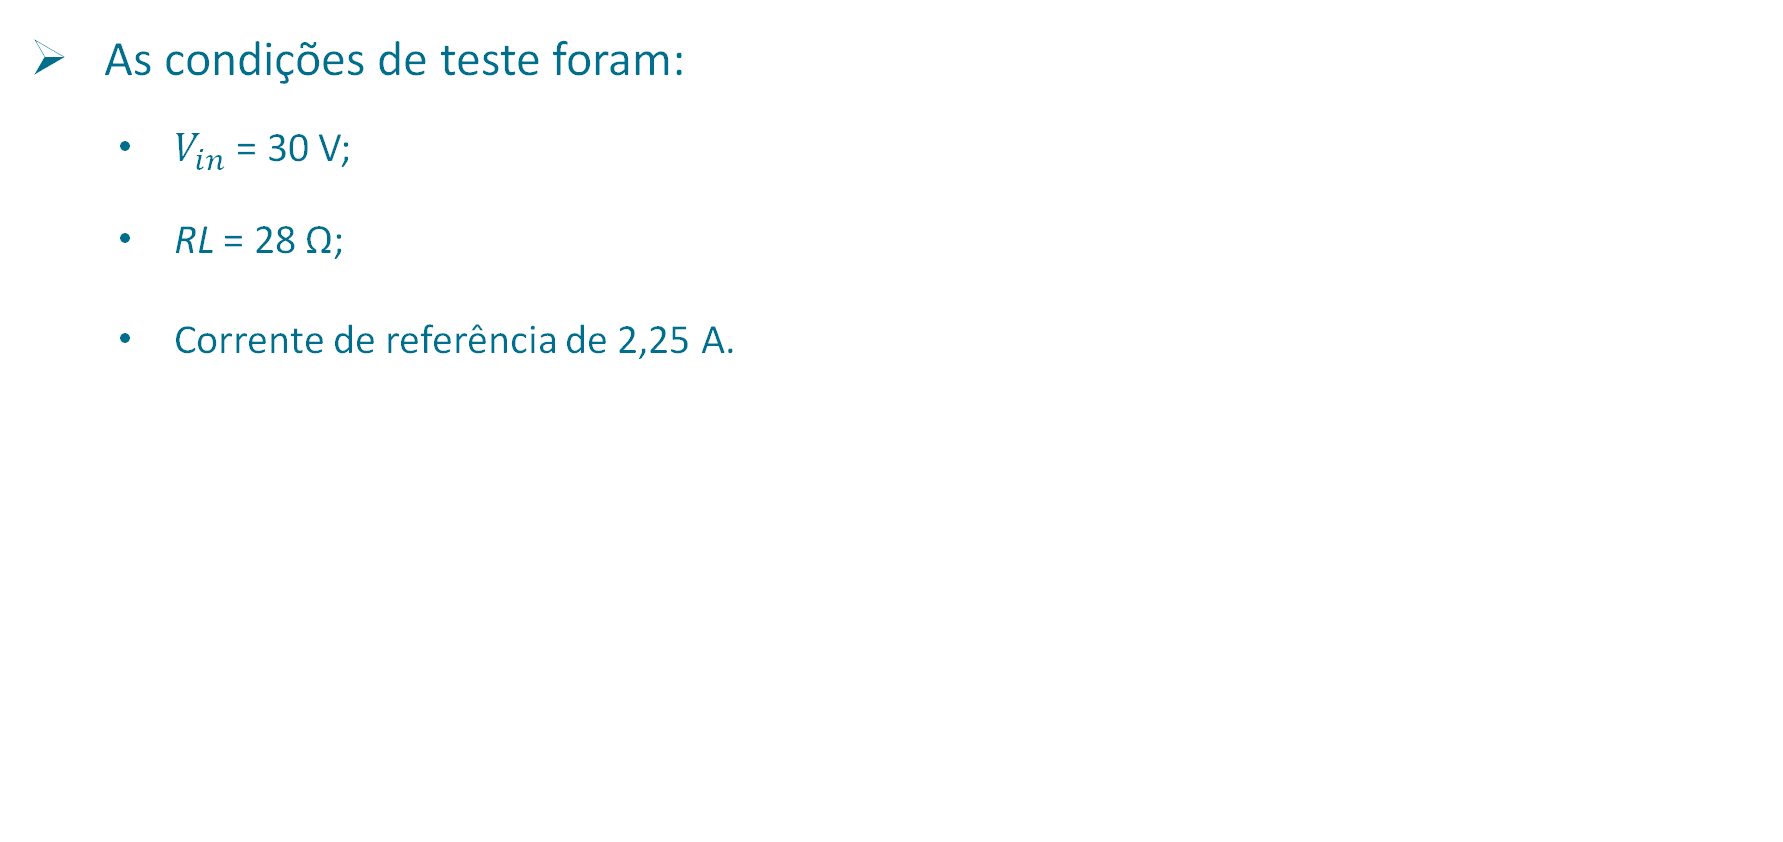 ➢ As condições de teste foram:
• V_in = 30 V;
• RL = 28 Ω;
• Corrente de referência de 2,25 A.